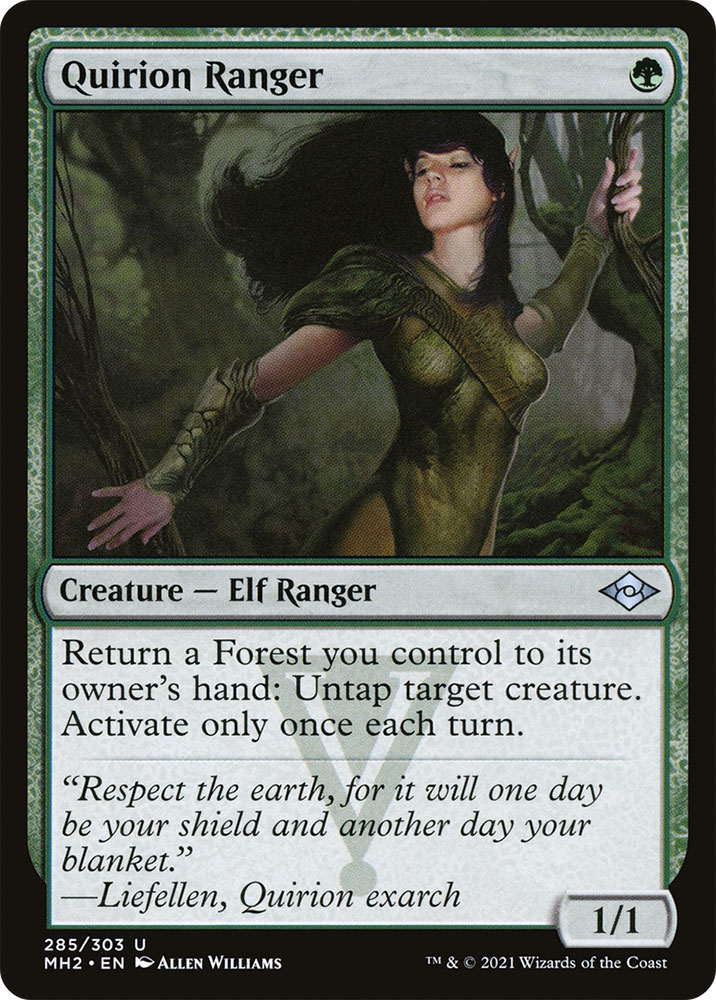 Quirion Ranger
Creature — Elf Ranger
Return a Forest you control to its
owner's hand: Untap target creature.
Activate only once each turn.
“Respect the earth, for it will one day
be your shield and another day your
blanket.”
—Liefellen, Quirion exarch
1/1
285/303 U
MH2 • EN Allen Williams
™ & © 2021 Wizards of the Coast